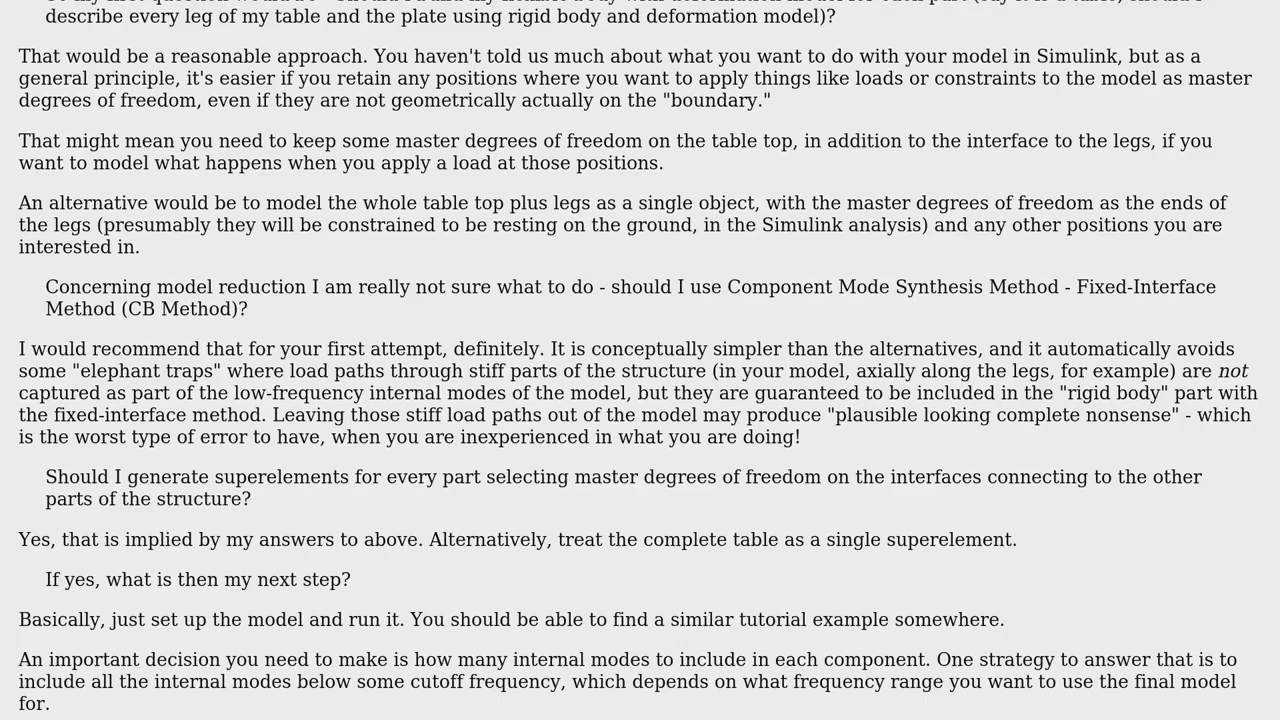 describe every leg of my table and the plate using rigid body and deformation model)?
That would be a reasonable approach. You haven't told us much about what you want to do with your model in Simulink, but as a
general principle, it's easier if you retain any positions where you want to apply things like loads or constraints to the model as master
degrees of freedom, even if they are not geometrically actually on the "boundary."
That might mean you need to keep some master degrees of freedom on the table top, in addition to the interface to the legs, if you
want to model what happens when you apply a load at those positions.
An alternative would be to model the whole table top plus legs as a single object, with the master degrees of freedom as the ends of
the legs (presumably they will be constrained to be resting on the ground, in the Simulink analysis) and any other positions you are
interested in.
Concerning model reduction I am really not sure what to do - should I use Component Mode Synthesis Method - Fixed-Interface
Method (CB Method)?
I would recommend that for your first attempt, definitely. It is conceptually simpler than the alternatives, and it automatically avoids
some "elephant traps" where load paths through stiff parts of the structure (in your model, axially along the legs, for example) are not
captured as part of the low-frequency internal modes of the model, but they are guaranteed to be included in the "rigid body" part with
the fixed-interface method. Leaving those stiff load paths out of the model may produce "plausible looking complete nonsense" - which
is the worst type of error to have, when you are inexperienced in what you are doing!
Should I generate superelements for every part selecting master degrees of freedom on the interfaces connecting to the other
parts of the structure?
Yes, that is implied by my answers to above. Alternatively, treat the complete table as a single superelement.
If yes, what is then my next step?
Basically, just set up the model and run it. You should be able to find a similar tutorial example somewhere.
An important decision you need to make is how many internal modes to include in each component. One strategy to answer that is to
include all the internal modes below some cutoff frequency, which depends on what frequency range you want to use the final model
for.